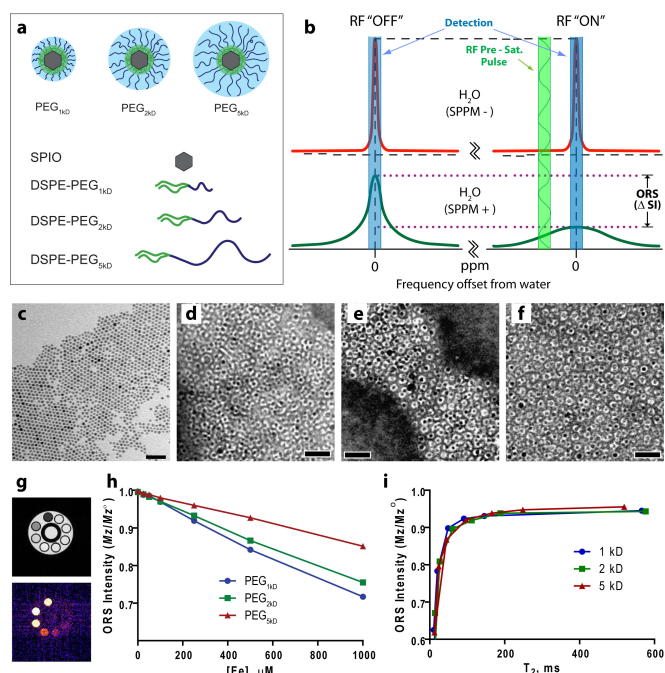 a
PEG1kD PEG2kD PEG5kD
SPIO
DSPE-PEG1kD
DSPE-PEG2kD
DSPE-PEG5kD
b
RF “OFF” RF “ON”
Detection
RF Pre - Sat.
Pulse
H2O
(SPPM -)
H2O
(SPPM +)
ORS
(Δ SI)
0 ppm 0
Frequency offset from water
c d e f
g
h
ORS Intensity (Mz/Mz°)
1.0
0.9
0.8
0.7
PEG1kD
PEG2kD
PEG5kD
0 200 400 600 800 1000
[Fe], μM
i
ORS Intensity (Mz/Mz°)
1.0
0.9
0.8
0.7
0.6
1 kD
2 kD
5 kD
0 200 400 600
T2, ms